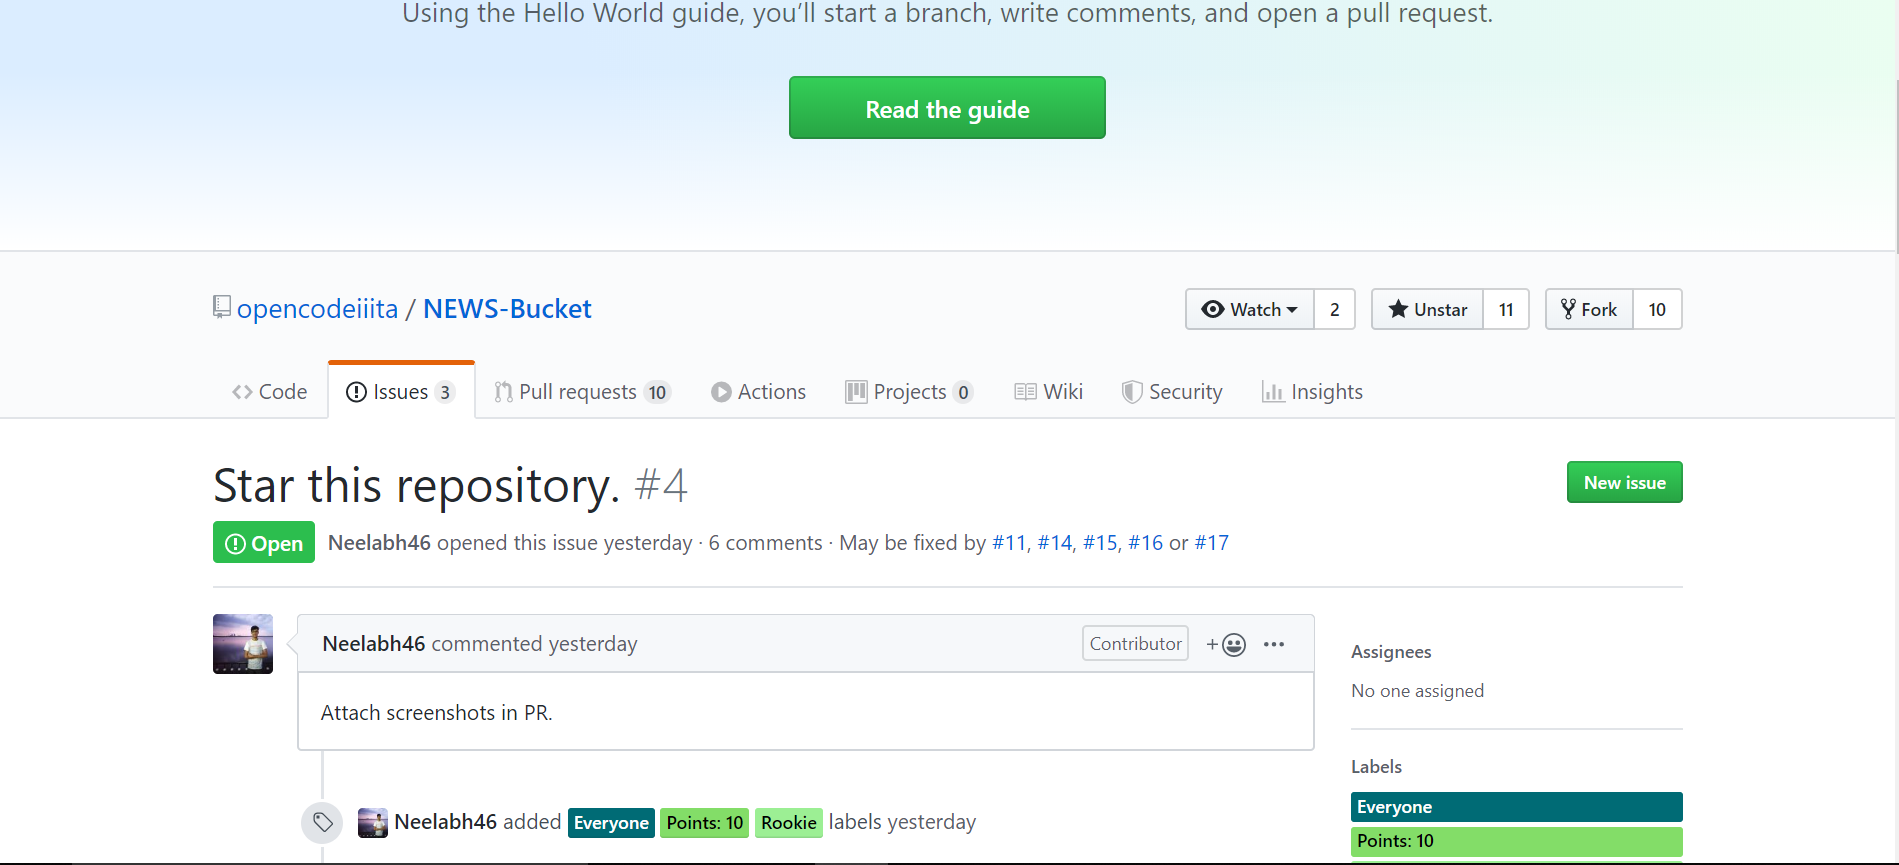 Using the Hello World guide, you’ll start a branch, write comments, and open a pull request.
Read the guide
opencodeiiita / NEWS-Bucket
Watch 2 Unstar 11 Fork 10
Code Issues 3 Pull requests 10 Actions Projects 0 Wiki Security Insights
Star this repository. #4
New issue
Open Neelabh46 opened this issue yesterday · 6 comments · May be fixed by #11, #14, #15, #16 or #17
Neelabh46 commented yesterday Contributor
Attach screenshots in PR.
Neelabh46 added Everyone Points: 10 Rookie labels yesterday
Assignees
No one assigned
Labels
Everyone
Points: 10